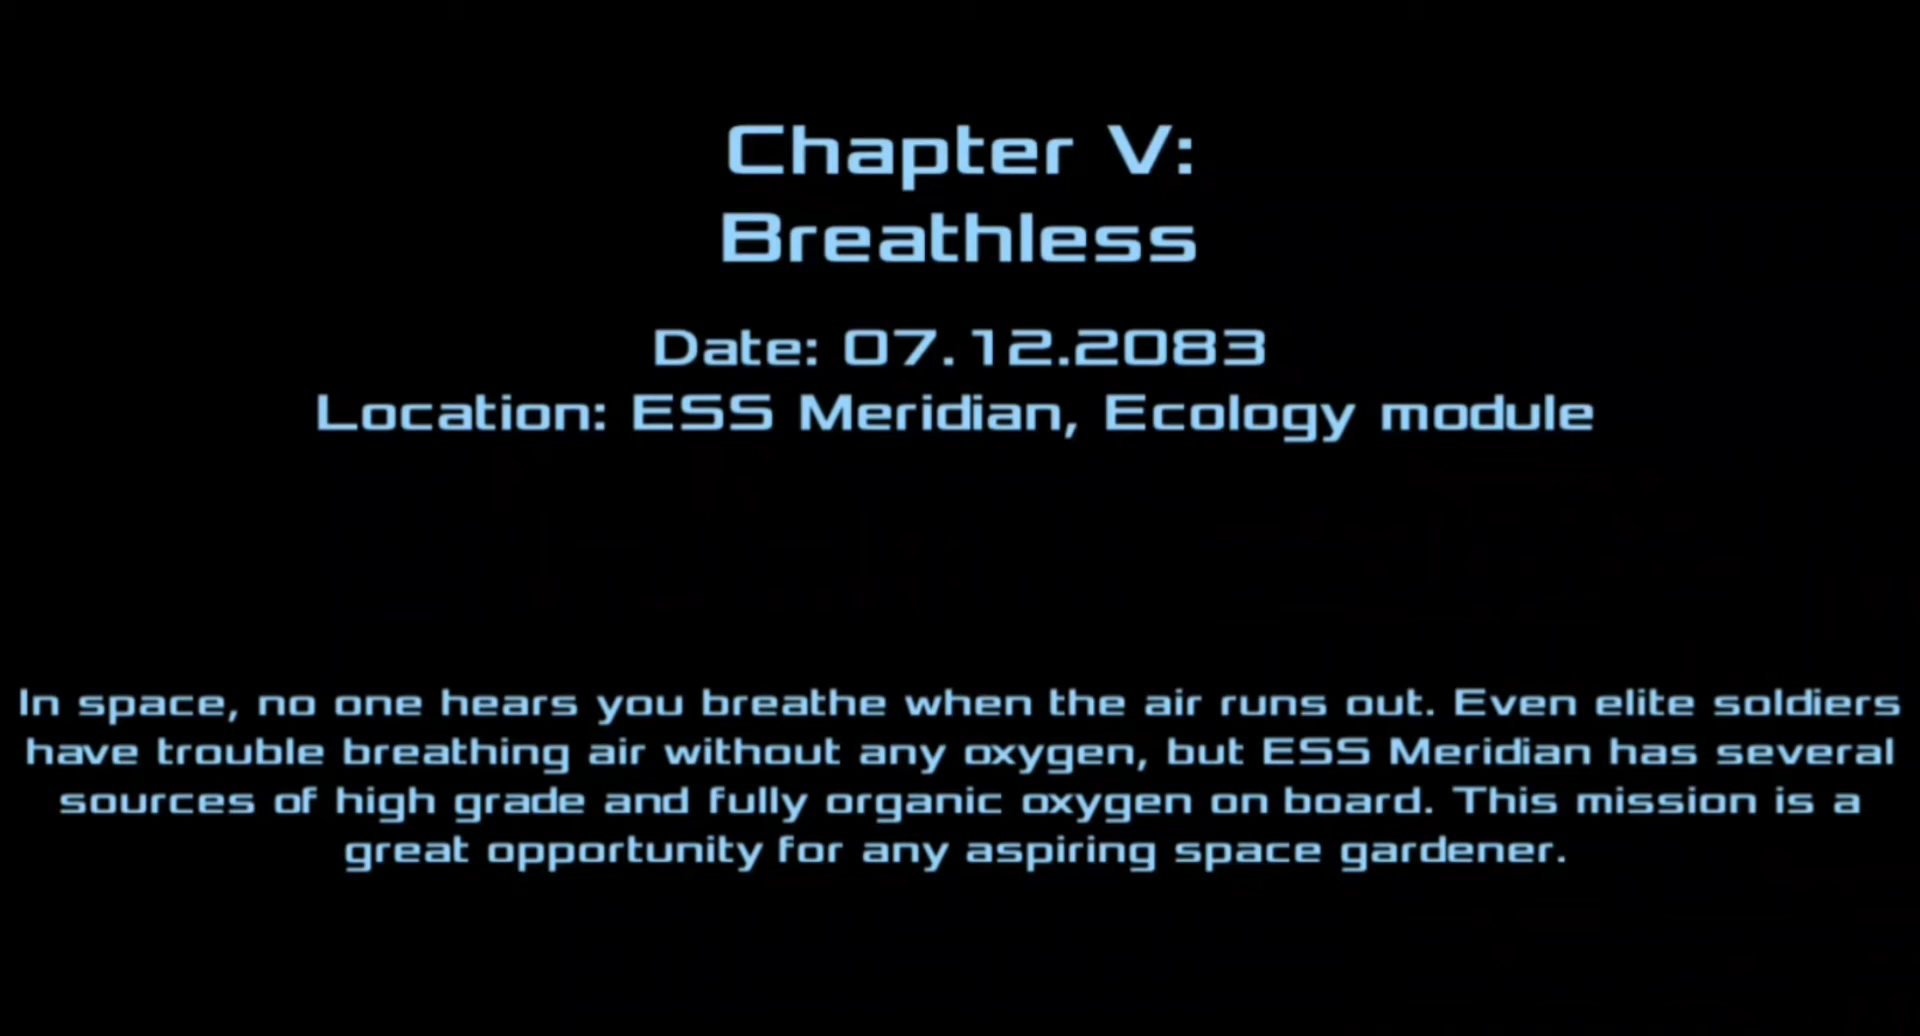 Chapter V:
Breathless
Date: 07.12.2083
Location: ESS Meridian, Ecology module
In space, no one hears you breathe when the air runs out. Even elite soldiers
have trouble breathing air without any oxygen, but ESS Meridian has several
sources of high grade and fully organic oxygen on board. This mission is a
great opportunity for any aspiring space gardener.